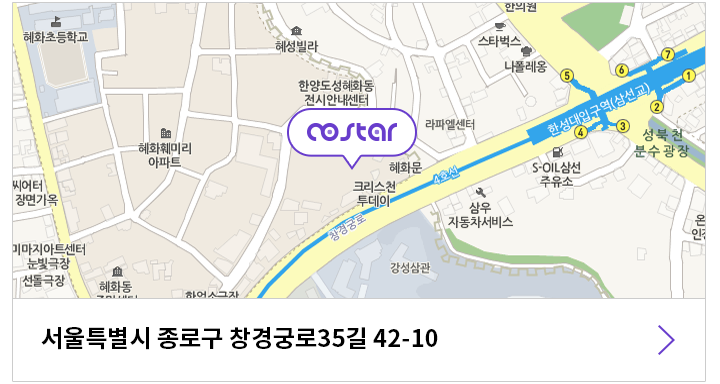 한의원
혜화초등학교
혜성빌라
스타벅스
나폴레옹
7
6
5
1
한양도성혜화동
전시안내센터
한성대입구역(삼선교)
2
oostar
라파엘센터
4
3
성북천
분수광장
혜화훼미리
아파트
혜화문
S-OIL삼선
주유소
4호선
크리스천
투데이
씨어터
장면가옥
삼우
자동차서비스
창경궁로
미마지아트센터
눈빛극장
선돌극장
강성삼관
혜화동
서울특별시 종로구 창경궁로35길 42-10